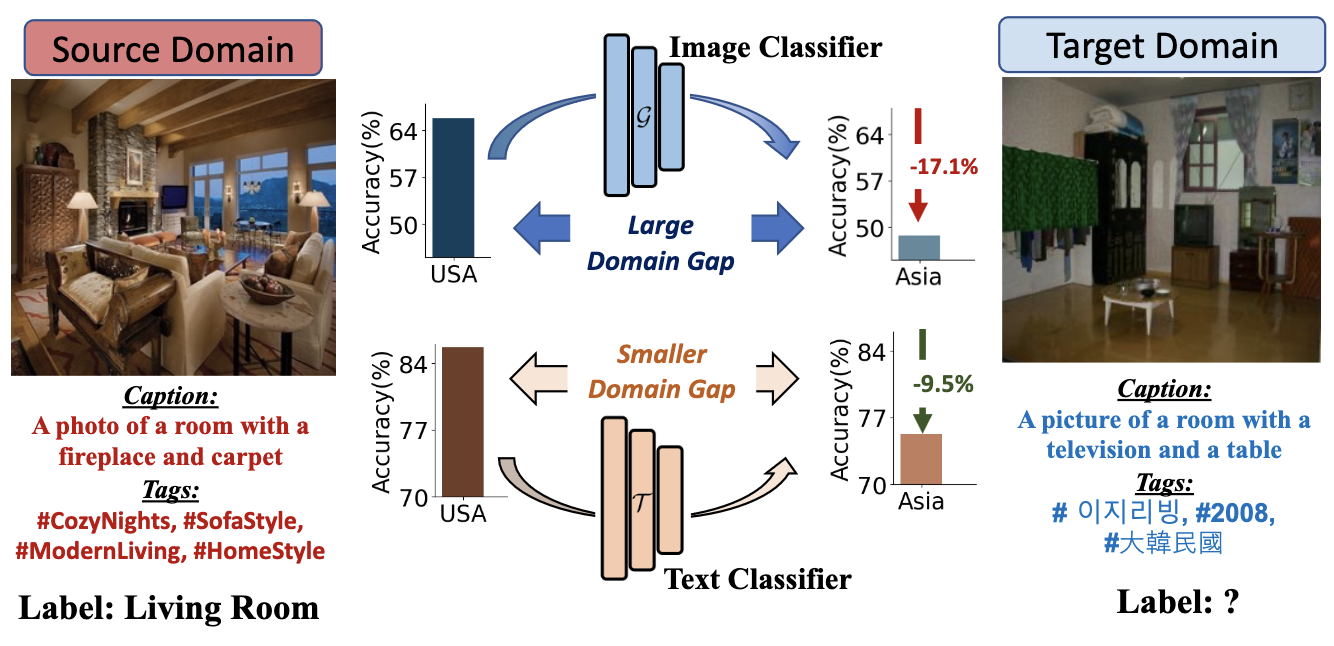 Source Domain
Caption:
A photo of a room with a
fireplace and carpet
Tags:
#CozyNights, #SofaStyle,
#ModernLiving, #HomeStyle
Label: Living Room
Image Classifier
𝒢
Accuracy(%)
64
57
50
USA
Large
Domain Gap
Accuracy(%)
64
57
50
-17.1%
Asia
Accuracy(%)
84
77
70
USA
Smaller
Domain Gap
Accuracy(%)
84
77
70
-9.5%
Asia
𝒯
Text Classifier
Target Domain
Caption:
A picture of a room with a
television and a table
Tags:
# 이지리빙, #2008,
#大韓民國
Label: ?